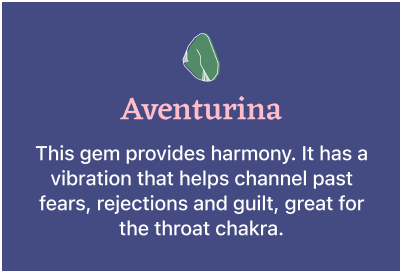 Aventurina
This gem provides harmony. It has a
vibration that helps channel past
fears, rejections and guilt, great for
the throat chakra.